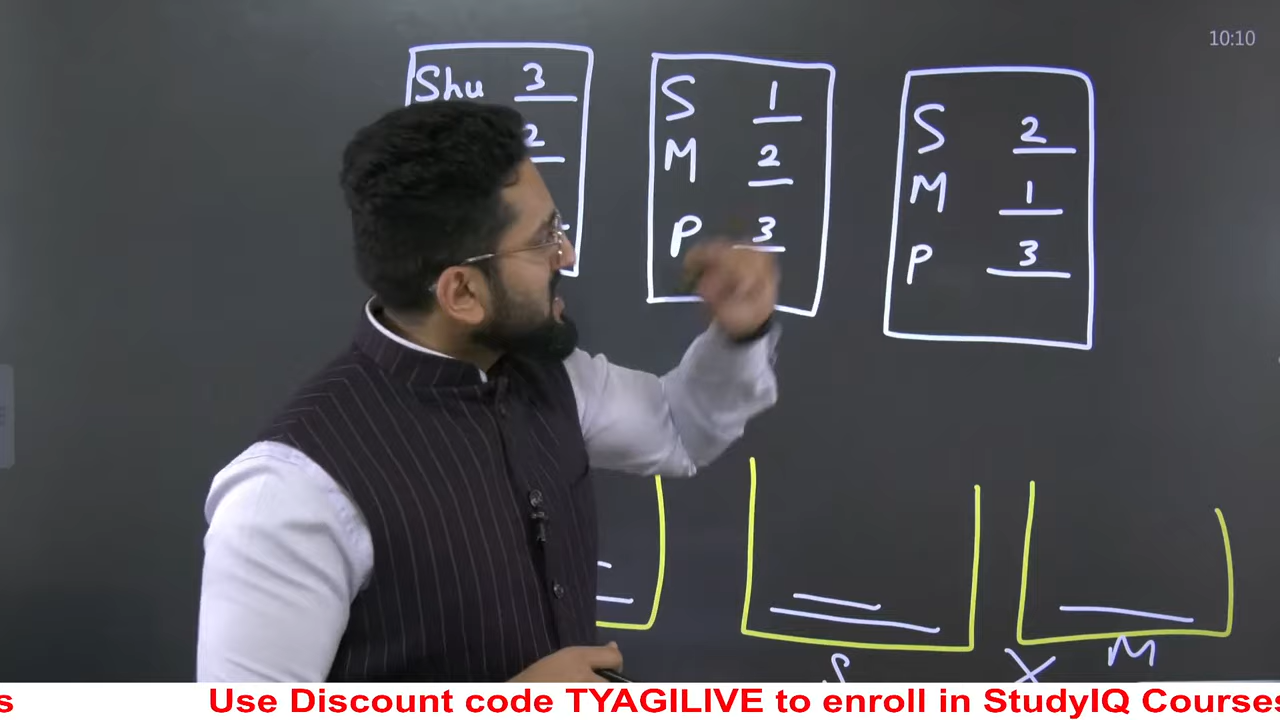 10:10
Shu 3
2
S 1
M 2
P 3
S 2
M 1
P 3
S
X M
s Use Discount code TYAGILIVE to enroll in StudyIQ Courses